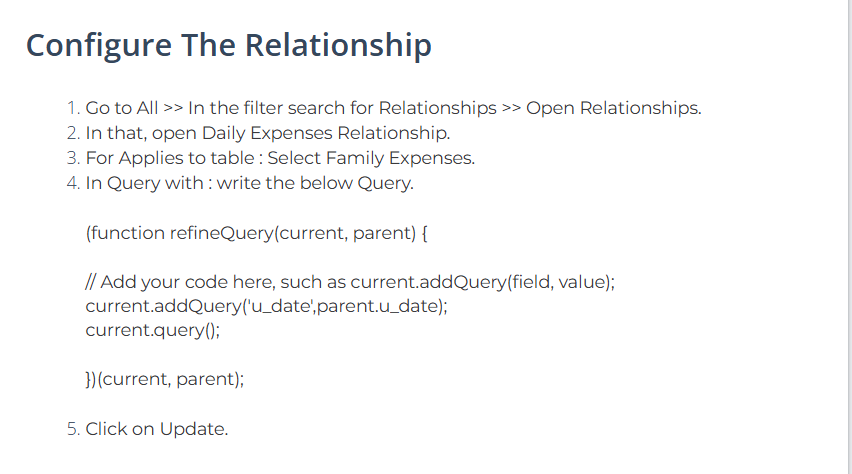 Configure The Relationship
1. Go to All >> In the filter search for Relationships >> Open Relationships.
2. In that, open Daily Expenses Relationship.
3. For Applies to table : Select Family Expenses.
4. In Query with : write the below Query.
(function refineQuery(current, parent) {
// Add your code here, such as current.addQuery(field, value);
current.addQuery('u_date',parent.u_date);
current.query();
})(current, parent);
5. Click on Update.